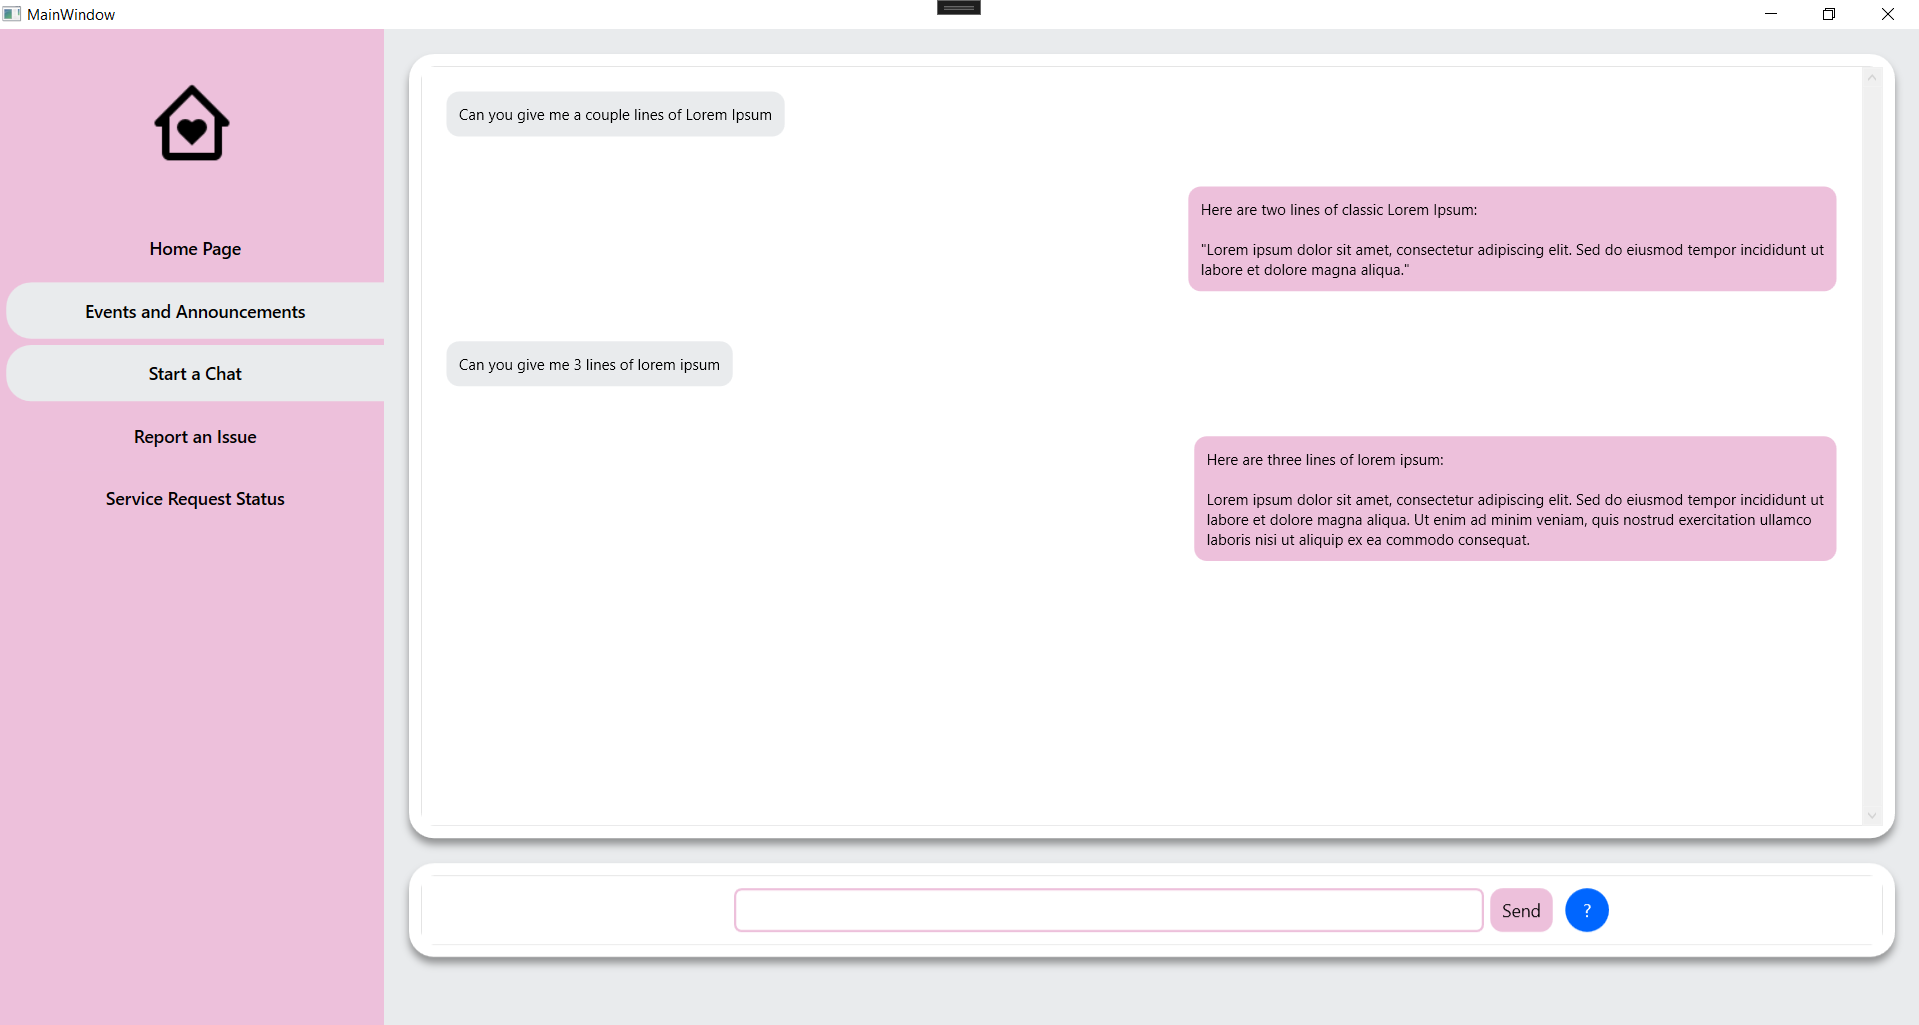 MainWindow
Home Page
Events and Announcements
Start a Chat
Report an Issue
Service Request Status
Can you give me a couple lines of Lorem Ipsum
Here are two lines of classic Lorem Ipsum:
"Lorem ipsum dolor sit amet, consectetur adipiscing elit. Sed do eiusmod tempor incididunt ut
labore et dolore magna aliqua."
Can you give me 3 lines of lorem ipsum
Here are three lines of lorem ipsum:
Lorem ipsum dolor sit amet, consectetur adipiscing elit. Sed do eiusmod tempor incididunt ut
labore et dolore magna aliqua. Ut enim ad minim veniam, quis nostrud exercitation ullamco
laboris nisi ut aliquip ex ea commodo consequat.
Send
?